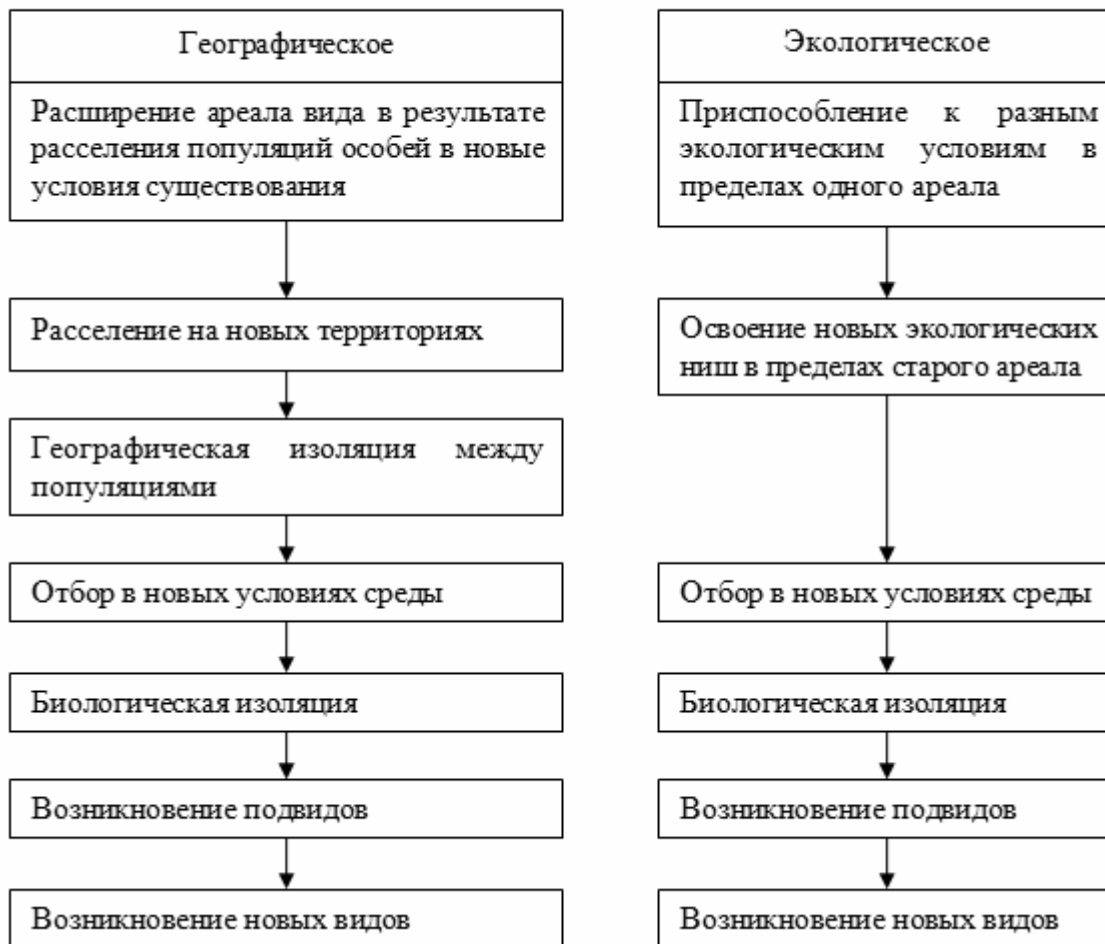 Географическое
Расширение ареала вида в результате
расселения популяций особей в новые
условия существования
Расселение на новых территориях
Географическая изоляция между
популяциями
Отбор в новых условиях среды
Биологическая изоляция
Возникновение подвидов
Возникновение новых видов
Экологическое
Приспособление к разным
экологическим условиям в
пределах одного ареала
Освоение новых экологических
ниш в пределах старого ареала
Отбор в новых условиях среды
Биологическая изоляция
Возникновение подвидов
Возникновение новых видов